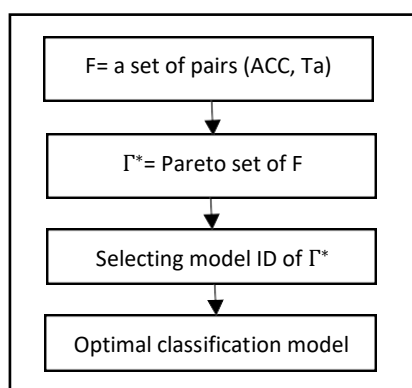 F= a set of pairs (ACC, Ta)
Γ*= Pareto set of F
Selecting model ID of Γ*
Optimal classification model